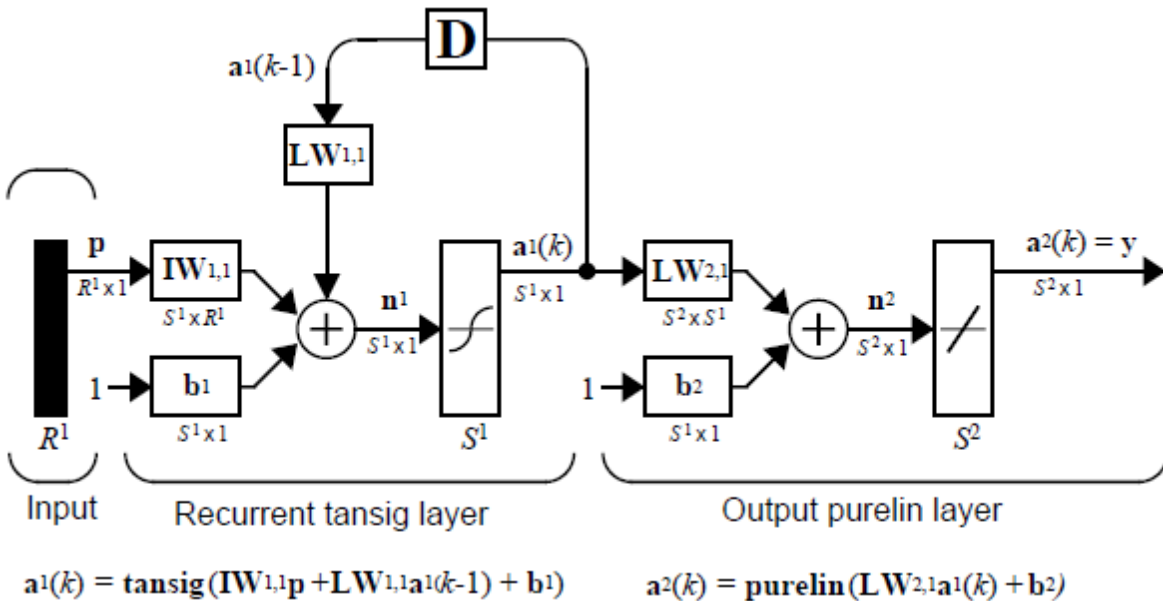 D
a1(k-1)
LW1,1
p
R1 x 1
IW1,1
S1 x R1
n1
S1 x 1
a1(k)
S1 x 1
LW2,1
S2 x S1
n2
S2 x 1
a2(k) = y
S2 x 1
1
b1
S1 x 1
1
b2
S1 x 1
R1
S1
S2
Input
Recurrent tansig layer
Output purelin layer
a1(k) = tansig(IW1,1p +LW1,1a1(k-1) + b1)
a2(k) = purelin(LW2,1a1(k) + b2)